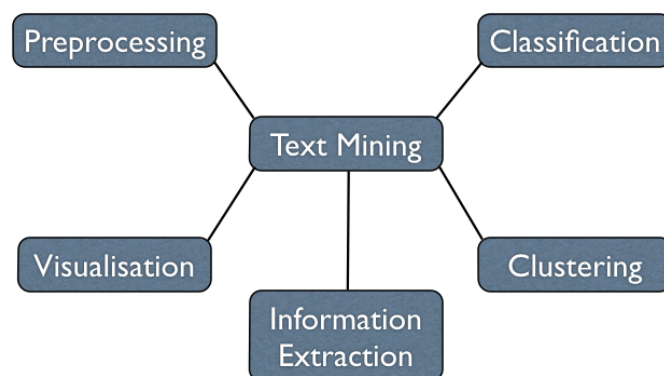 Preprocessing
Classification
Text Mining
Visualisation
Clustering
Information
Extraction